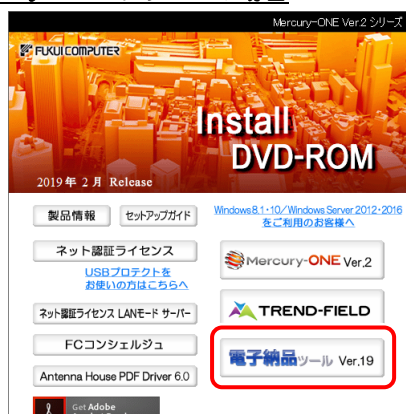 Mercury-ONE Ver.2 シリーズ
FUKUI COMPUTER
Install
DVD-ROM
2019年 2月 Release
製品情報
セットアップガイド
Windows8.1・10/Windows Server 2012・2016
をご利用のお客様へ
ネット認証ライセンス
USBプロテクトを
お使いの方はこちらへ
Mercury-ONE Ver.2
ネット認証ライセンス LANモード サーバー
TREND-FIELD
FCコンシェルジュ
電子納品ツール Ver.19
Antenna House PDF Driver 6.0
Get Adobe